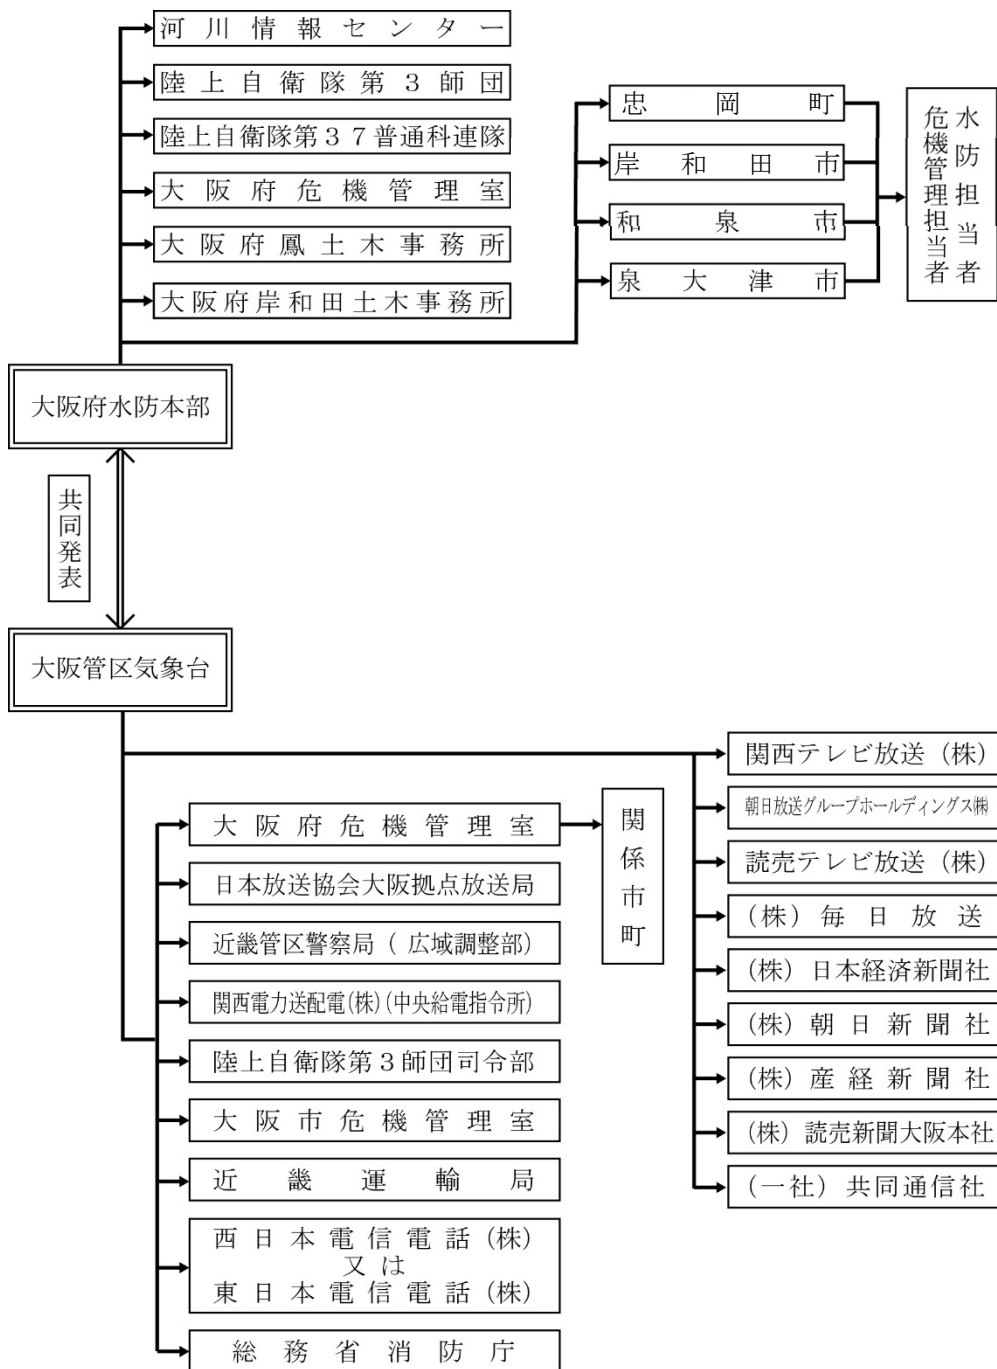 河川情報センター
陸上自衛隊第３師団
陸上自衛隊第３７普通科連隊
大阪府危機管理室
大阪府鳳土木事務所
大阪府岸和田土木事務所
忠岡町
岸和田市
和泉市
泉大津市
水防担当者
危機管理担当者
大阪府水防本部
共同発表
大阪管区気象台
大阪府危機管理室
日本放送協会大阪拠点放送局
近畿管区警察局（広域調整部）
関西電力送配電(株)(中央給電指令所)
陸上自衛隊第３師団司令部
大阪市危機管理室
近畿運輸局
西日本電信電話(株)
又は
東日本電信電話(株)
総務省消防庁
関係市町
関西テレビ放送（株）
朝日放送グループホールディングス㈱
読売テレビ放送（株）
（株）毎日放送
（株）日本経済新聞社
（株）朝日新聞社
（株）産経新聞社
（株）読売新聞大阪本社
（一社）共同通信社